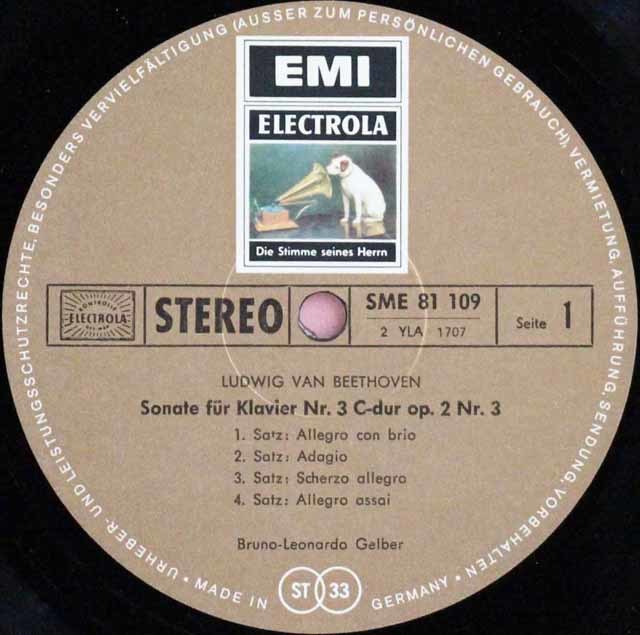 URHEBER- UND LEISTUNGSSCHUTZRECHTE, BESONDERS VERVIELFÄLTIGUNG (AUSSER ZUM PERSÖNLICHEN GEBRAUCH), VERMIETUNG, AUFFÜHRUNG, SENDUNG, VORBEHALTEN •
EMI
ELECTROLA
Die Stimme seines Herrn
ELECTROLA
STEREO
SME 81 109
2 YLA 1707
Seite 1
LUDWIG VAN BEETHOVEN
Sonate für Klavier Nr. 3 C-dur op. 2 Nr. 3
1. Satz: Allegro con brio
2. Satz: Adagio
3. Satz: Scherzo allegro
4. Satz: Allegro assai
Bruno-Leonardo Gelber
• MADE IN GERMANY •
ST 33